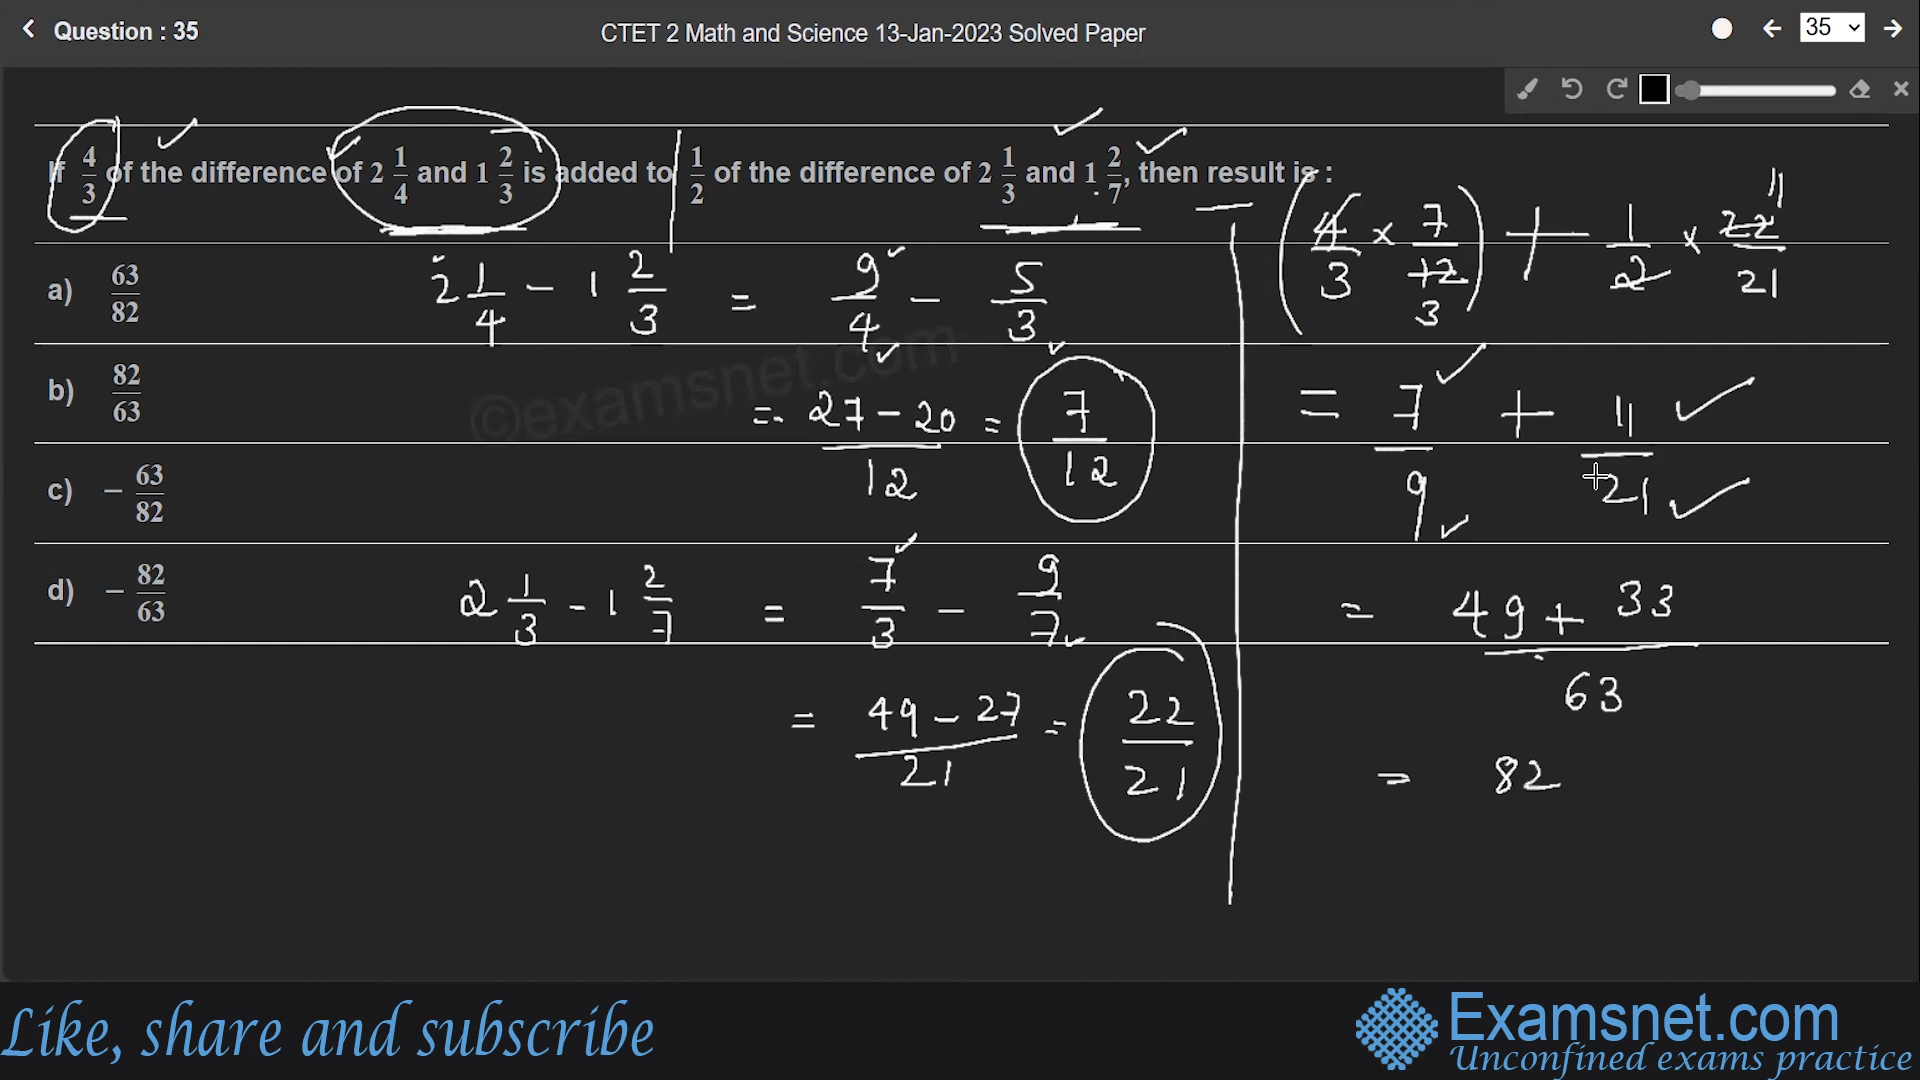 Question : 35
CTET 2 Math and Science 13-Jan-2023 Solved Paper
35
If 4/3 of the difference of 2 1/4 and 1 2/3 is added to 1/2 of the difference of 2 1/3 and 1 2/7, then result is :
a) 63/82
b) 82/63
c) − 63/82
d) − 82/63
2 1/4 − 1 2/3 = 9/4 − 5/3
= 27 − 20 / 12 = 7/12
2 1/3 − 1 2/7 = 7/3 − 9/7
= 49 − 27 / 21 = 22/21
(4/3 × 7/12) + 1/2 × 22/21
11
3
= 7/9 + 11/21
= 49 + 33 / 63
= 82
©examsnet.com
Like, share and subscribe
Examsnet.com
Unconfined exams practice